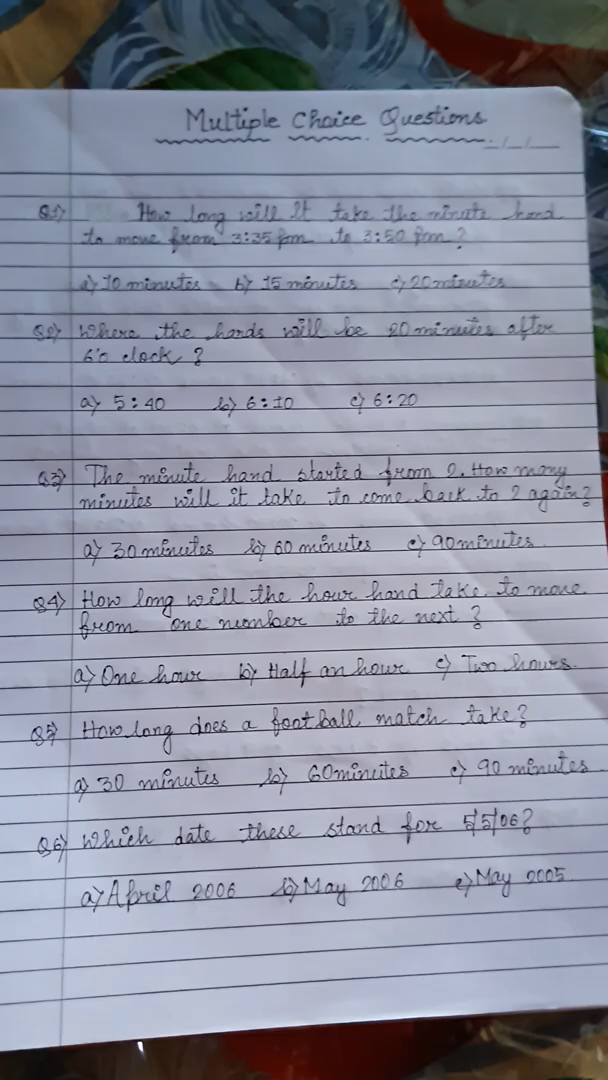 Multiple Choice Questions
Q1) How long will It take the minute hand
to move from 3:35 pm to 3:50 pm?
a) 10 minutes b) 15 minutes c) 20 minutes
Q2) Where the hands will be 20 minutes after
6'o clock?
a) 5:40 b) 6:10 c) 6:20
Q3) The minute hand started from 2. How many
minutes will it take to come back to 2 again?
a) 30 minutes b) 60 minutes c) 90 minutes
Q4) How long will the hour hand take to move
from one number to the next?
a) One hour b) Half an hour c) Two hours.
Q5) How long does a football match take?
a) 30 minutes b) 60 minutes c) 90 minutes
Q6) Which date these stand for 5/5/06?
a) April 2006 b) May 2006 c) May 2005